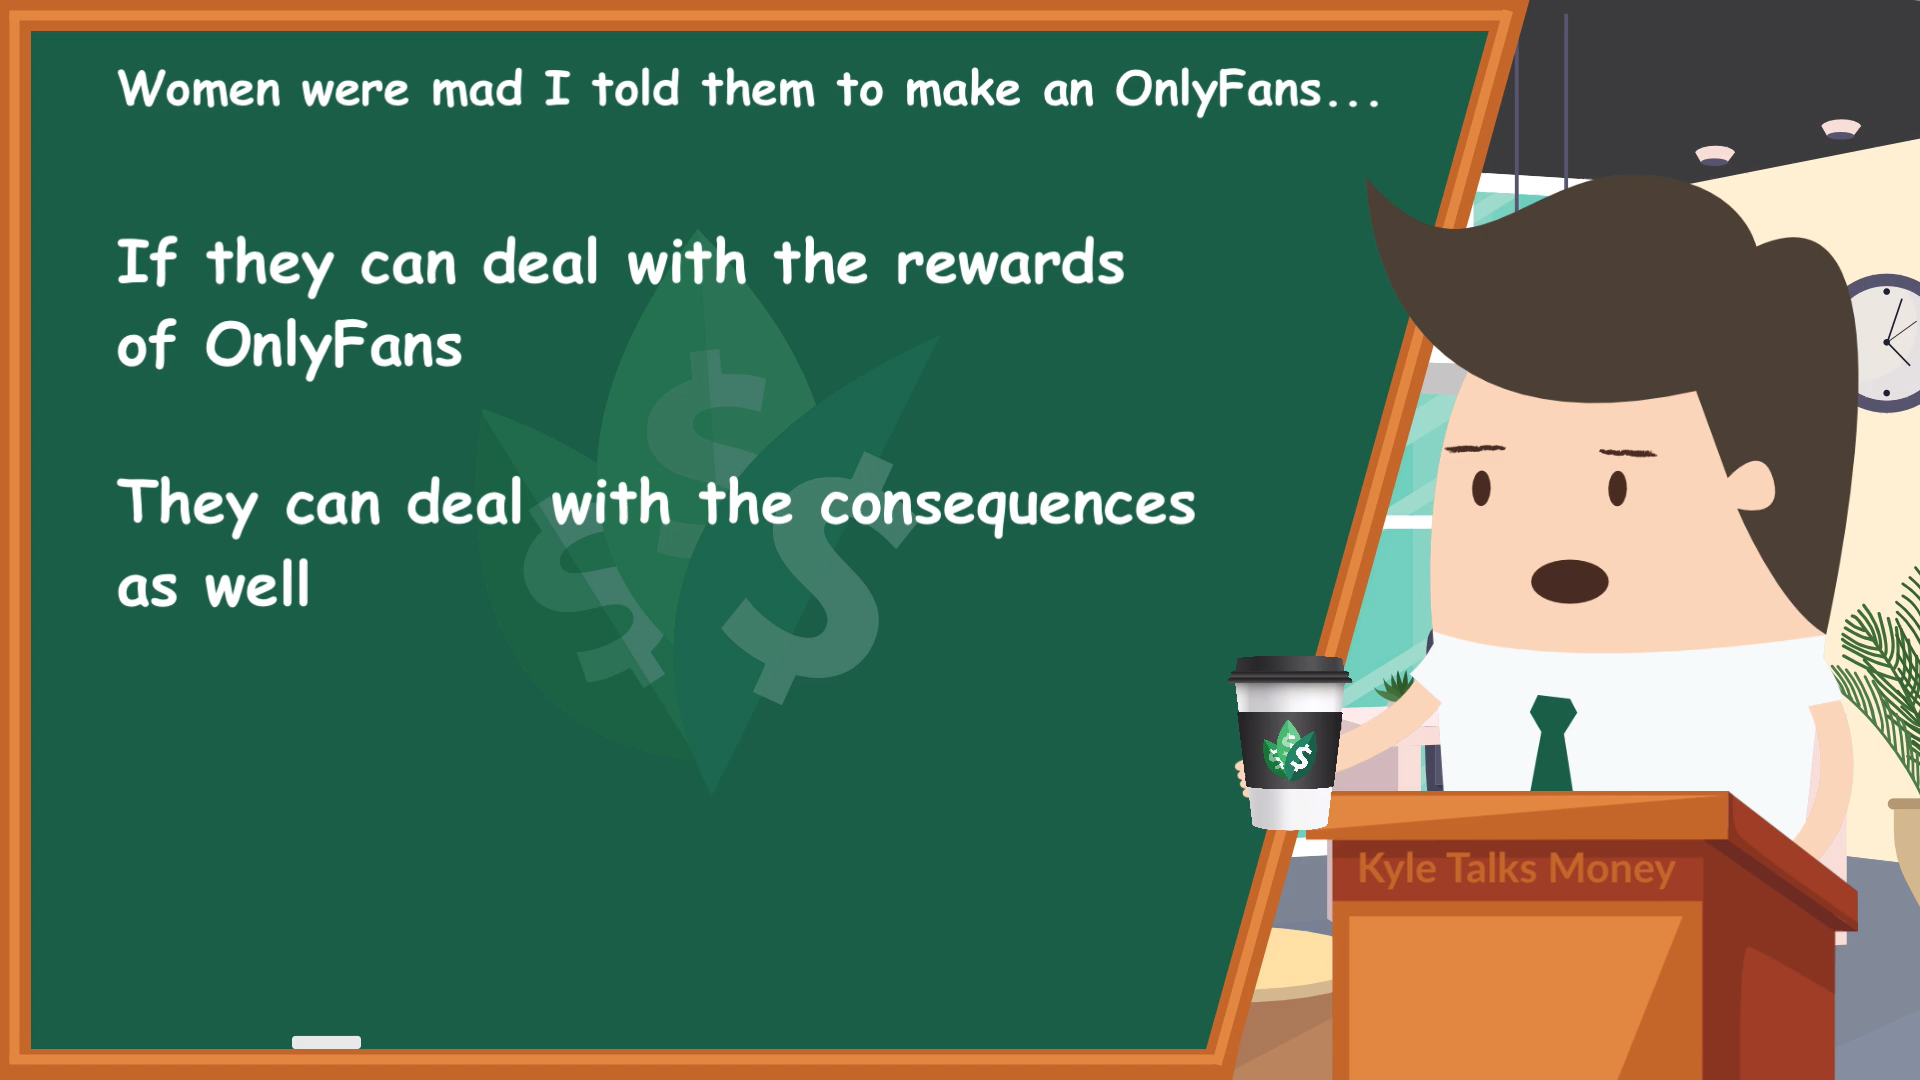 Women were mad I told them to make an OnlyFans...
If they can deal with the rewards
of OnlyFans
They can deal with the consequences
as well
$
$
$
Kyle Talks Money